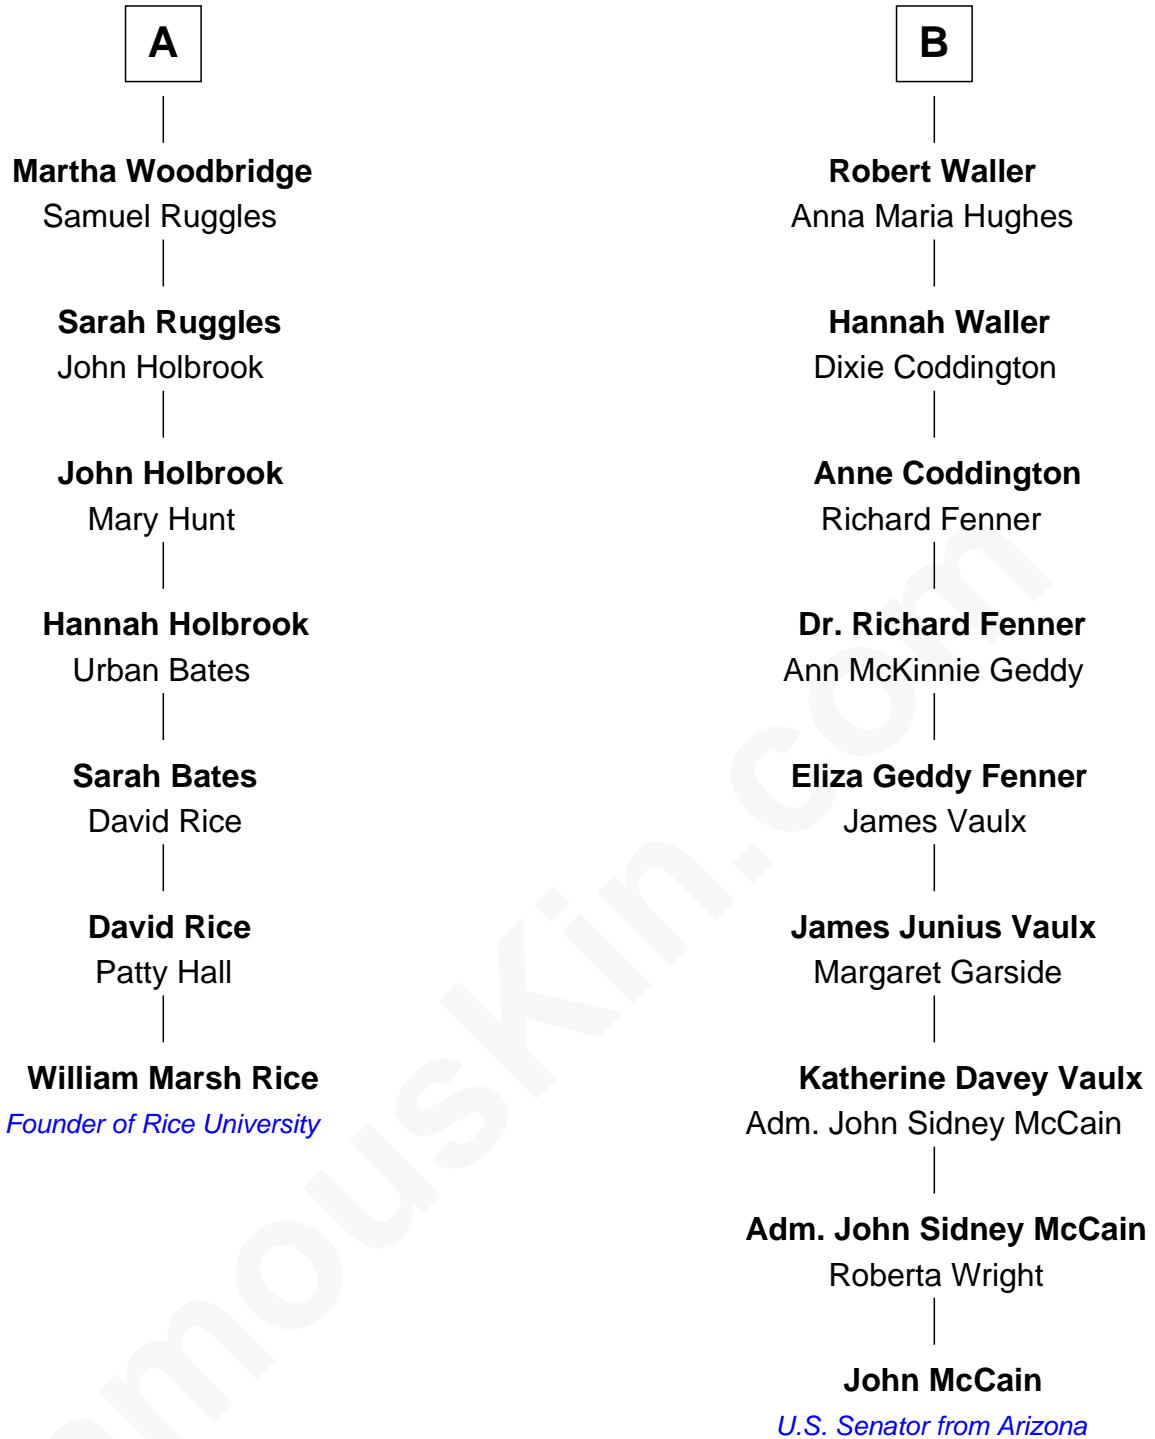 A
Martha Woodbridge
Samuel Ruggles
Sarah Ruggles
John Holbrook
John Holbrook
Mary Hunt
Hannah Holbrook
Urban Bates
Sarah Bates
David Rice
David Rice
Patty Hall
William Marsh Rice
Founder of Rice University
B
Robert Waller
Anna Maria Hughes
Hannah Waller
Dixie Coddington
Anne Coddington
Richard Fenner
Dr. Richard Fenner
Ann McKinnie Geddy
Eliza Geddy Fenner
James Vaulx
James Junius Vaulx
Margaret Garside
Katherine Davey Vaulx
Adm. John Sidney McCain
Adm. John Sidney McCain
Roberta Wright
John McCain
U.S. Senator from Arizona
amouskin.com